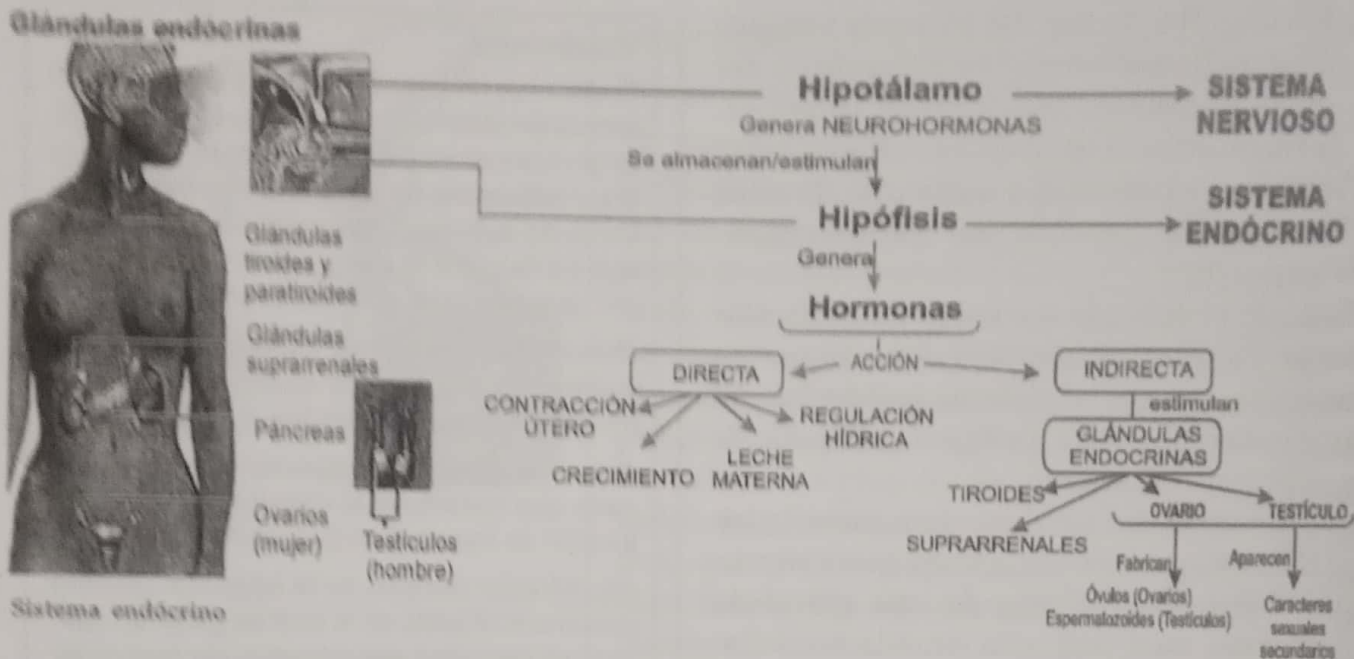 Glándulas endócrinas
Hipotálamo
SISTEMA
NERVIOSO
Genera NEUROHORMONAS
Se almacenan/estimulan
Hipófisis
SISTEMA
ENDÓCRINO
Genera
Hormonas
Glándulas
tiroides y
paratiroides
Glándulas
suprarrenales
Páncreas
Ovarios
(mujer)
Testículos
(hombre)
Sistema endócrino
ACCIÓN
DIRECTA
INDIRECTA
CONTRACCIÓN
ÚTERO
CRECIMIENTO
LECHE
MATERNA
REGULACIÓN
HÍDRICA
estimulan
GLÁNDULAS
ENDOCRINAS
TIROIDES
SUPRARRENALES
OVARIO
TESTÍCULO
Fabrican
Aparecen
Óvulos (Ovarios)
Espermatozoides (Testículos)
Caracteres
sexuales
secundarios